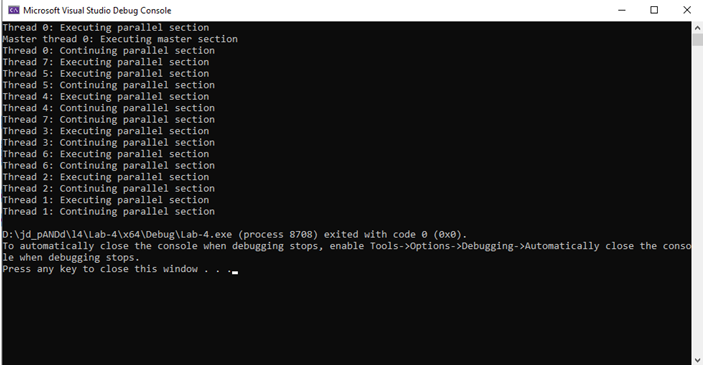 Microsoft Visual Studio Debug Console
Thread 0: Executing parallel section
Master thread 0: Executing master section
Thread 0: Continuing parallel section
Thread 7: Executing parallel section
Thread 5: Executing parallel section
Thread 5: Continuing parallel section
Thread 4: Executing parallel section
Thread 4: Continuing parallel section
Thread 7: Continuing parallel section
Thread 3: Executing parallel section
Thread 3: Continuing parallel section
Thread 6: Executing parallel section
Thread 6: Continuing parallel section
Thread 2: Executing parallel section
Thread 2: Continuing parallel section
Thread 1: Executing parallel section
Thread 1: Continuing parallel section
D:\jd_pANDd\l4\Lab-4\x64\Debug\Lab-4.exe (process 8708) exited with code 0 (0x0).
To automatically close the console when debugging stops, enable Tools->Options->Debugging->Automatically close the conso
le when debugging stops.
Press any key to close this window . . .